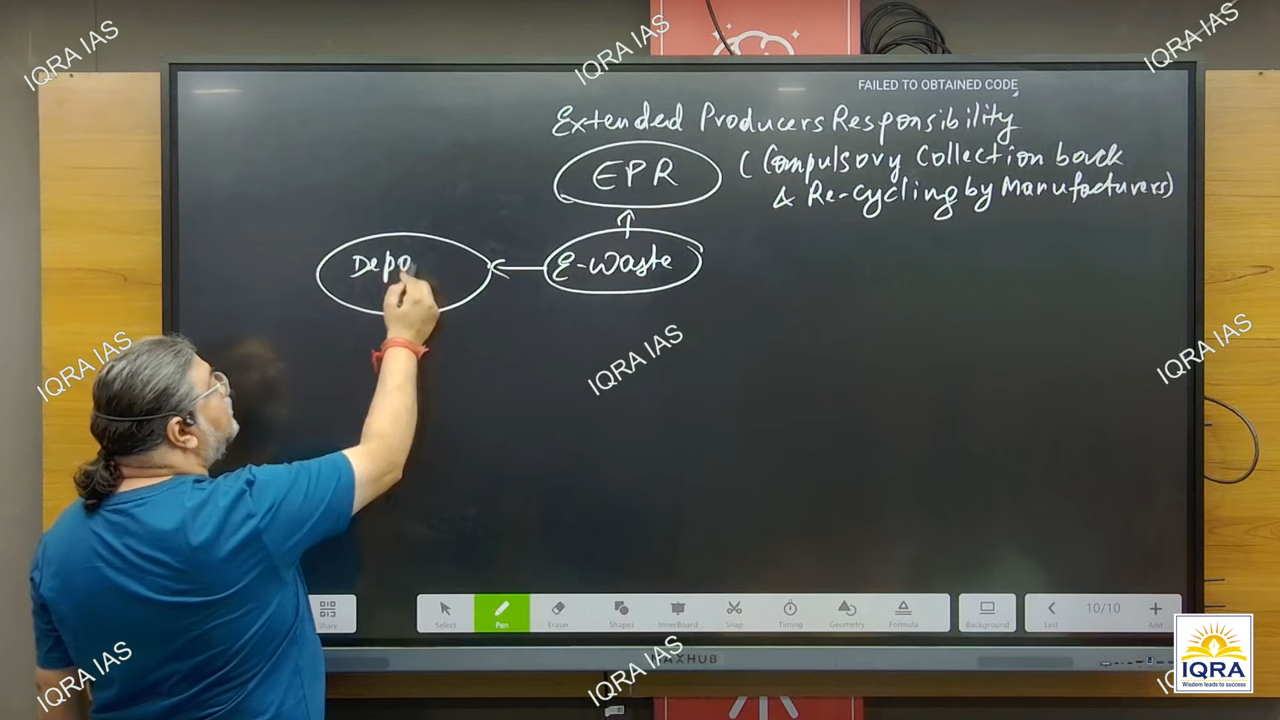 IQRA IAS
IQRA IAS
IQRA IAS
FAILED TO OBTAINED CODE
Extended Producers Responsibility
EPR
(Compulsory Collection back
& Re-cycling by Manufacturers)
Depo
E-waste
IQRA IAS
IQRA IAS
IQRA IAS
Share
Select
Pen
Eraser
Shapes
InnerBoard
Snap
Timing
Geometry
Formula
Background
Last
10/10
Add
IQRA IAS
IQRA IAS
IQRA
Wisdom leads to success